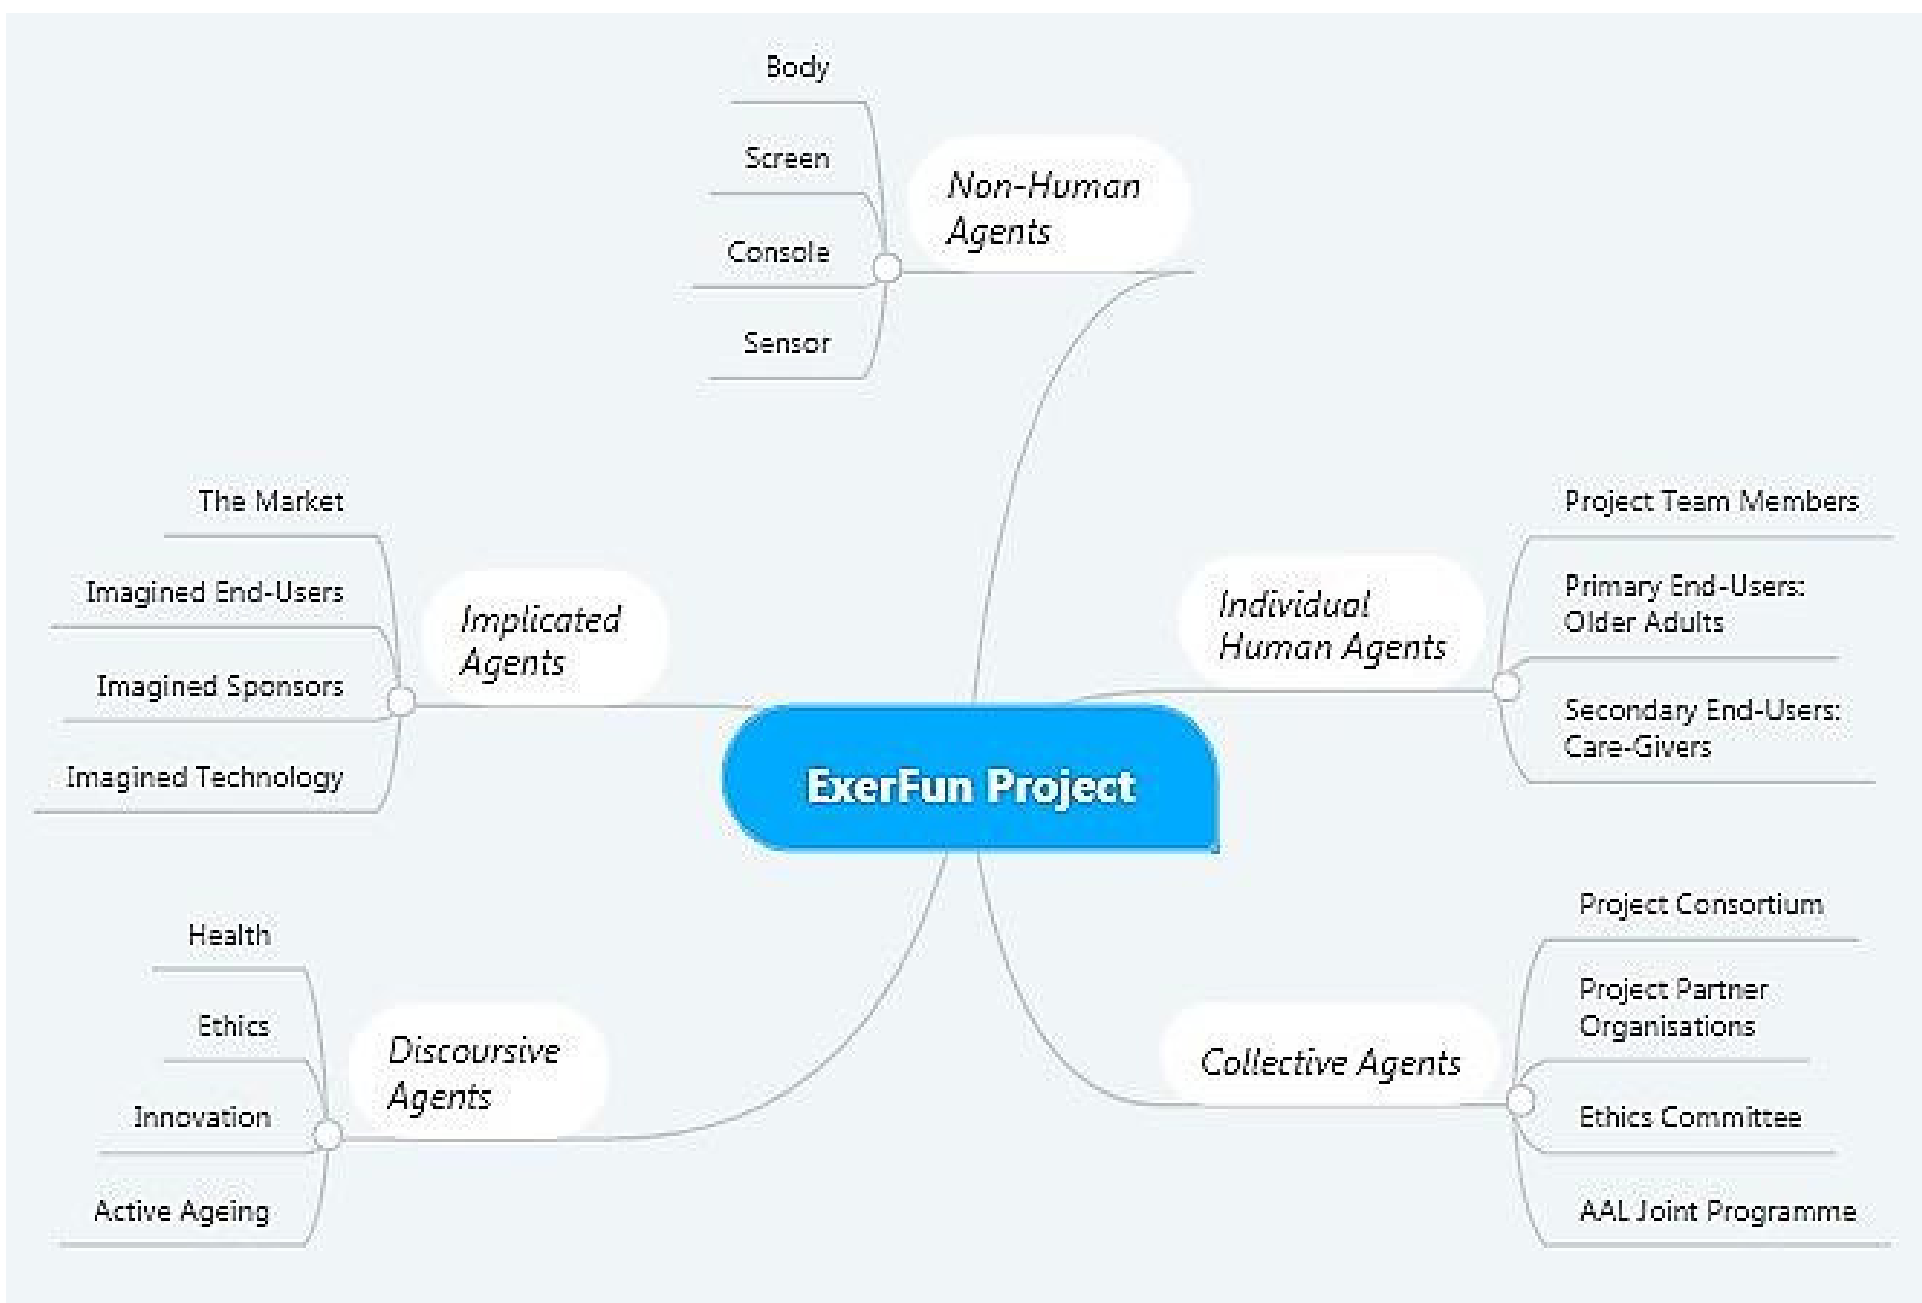 Body
Screen
Console
Sensor
Non-Human
Agents
The Market
Imagined End-Users
Imagined Sponsors
Imagined Technology
Implicated
Agents
Individual
Human Agents
Project Team Members
Primary End-Users:
Older Adults
Secondary End-Users:
Care-Givers
ExerFun Project
Health
Ethics
Innovation
Active Ageing
Discoursive
Agents
Collective Agents
Project Consortium
Project Partner
Organisations
Ethics Committee
AAL Joint Programme